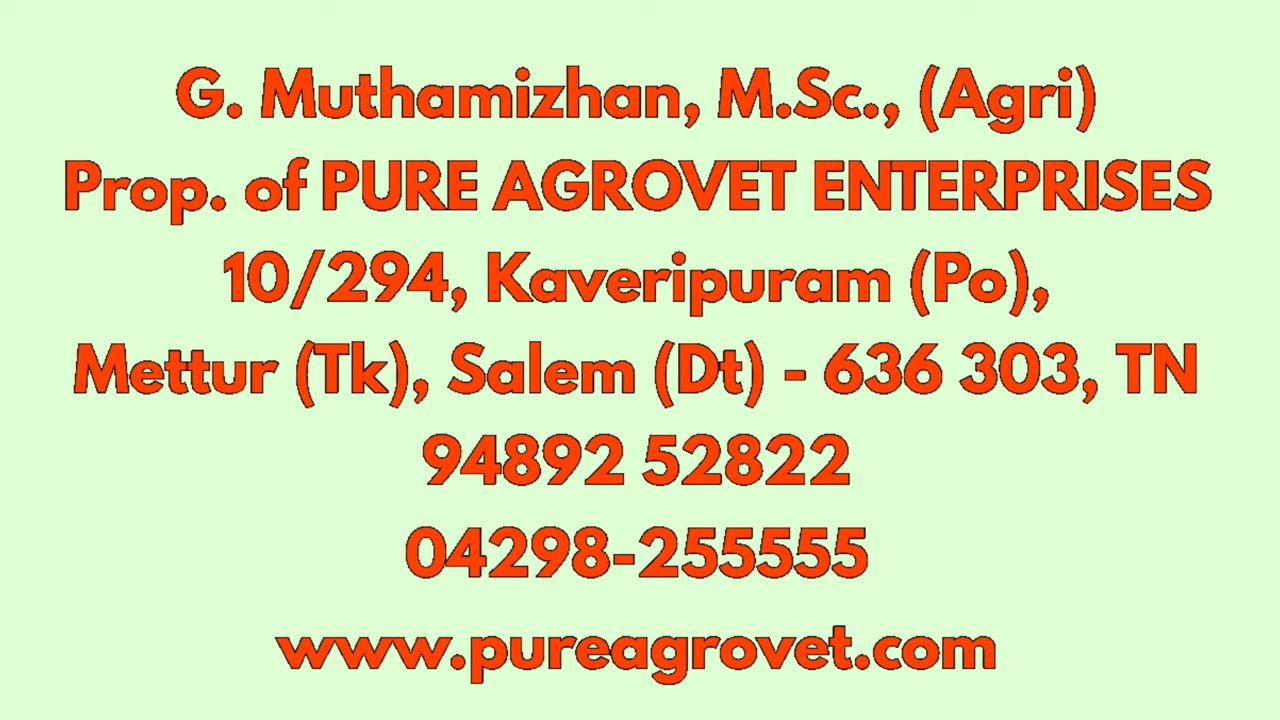 G. Muthamizhan, M.Sc., (Agri)
Prop. of PURE AGROVET ENTERPRISES
10/294, Kaveripuram (Po),
Mettur (Tk), Salem (Dt) - 636 303, TN
94892 52822
04298-255555
www.pureagrovet.com